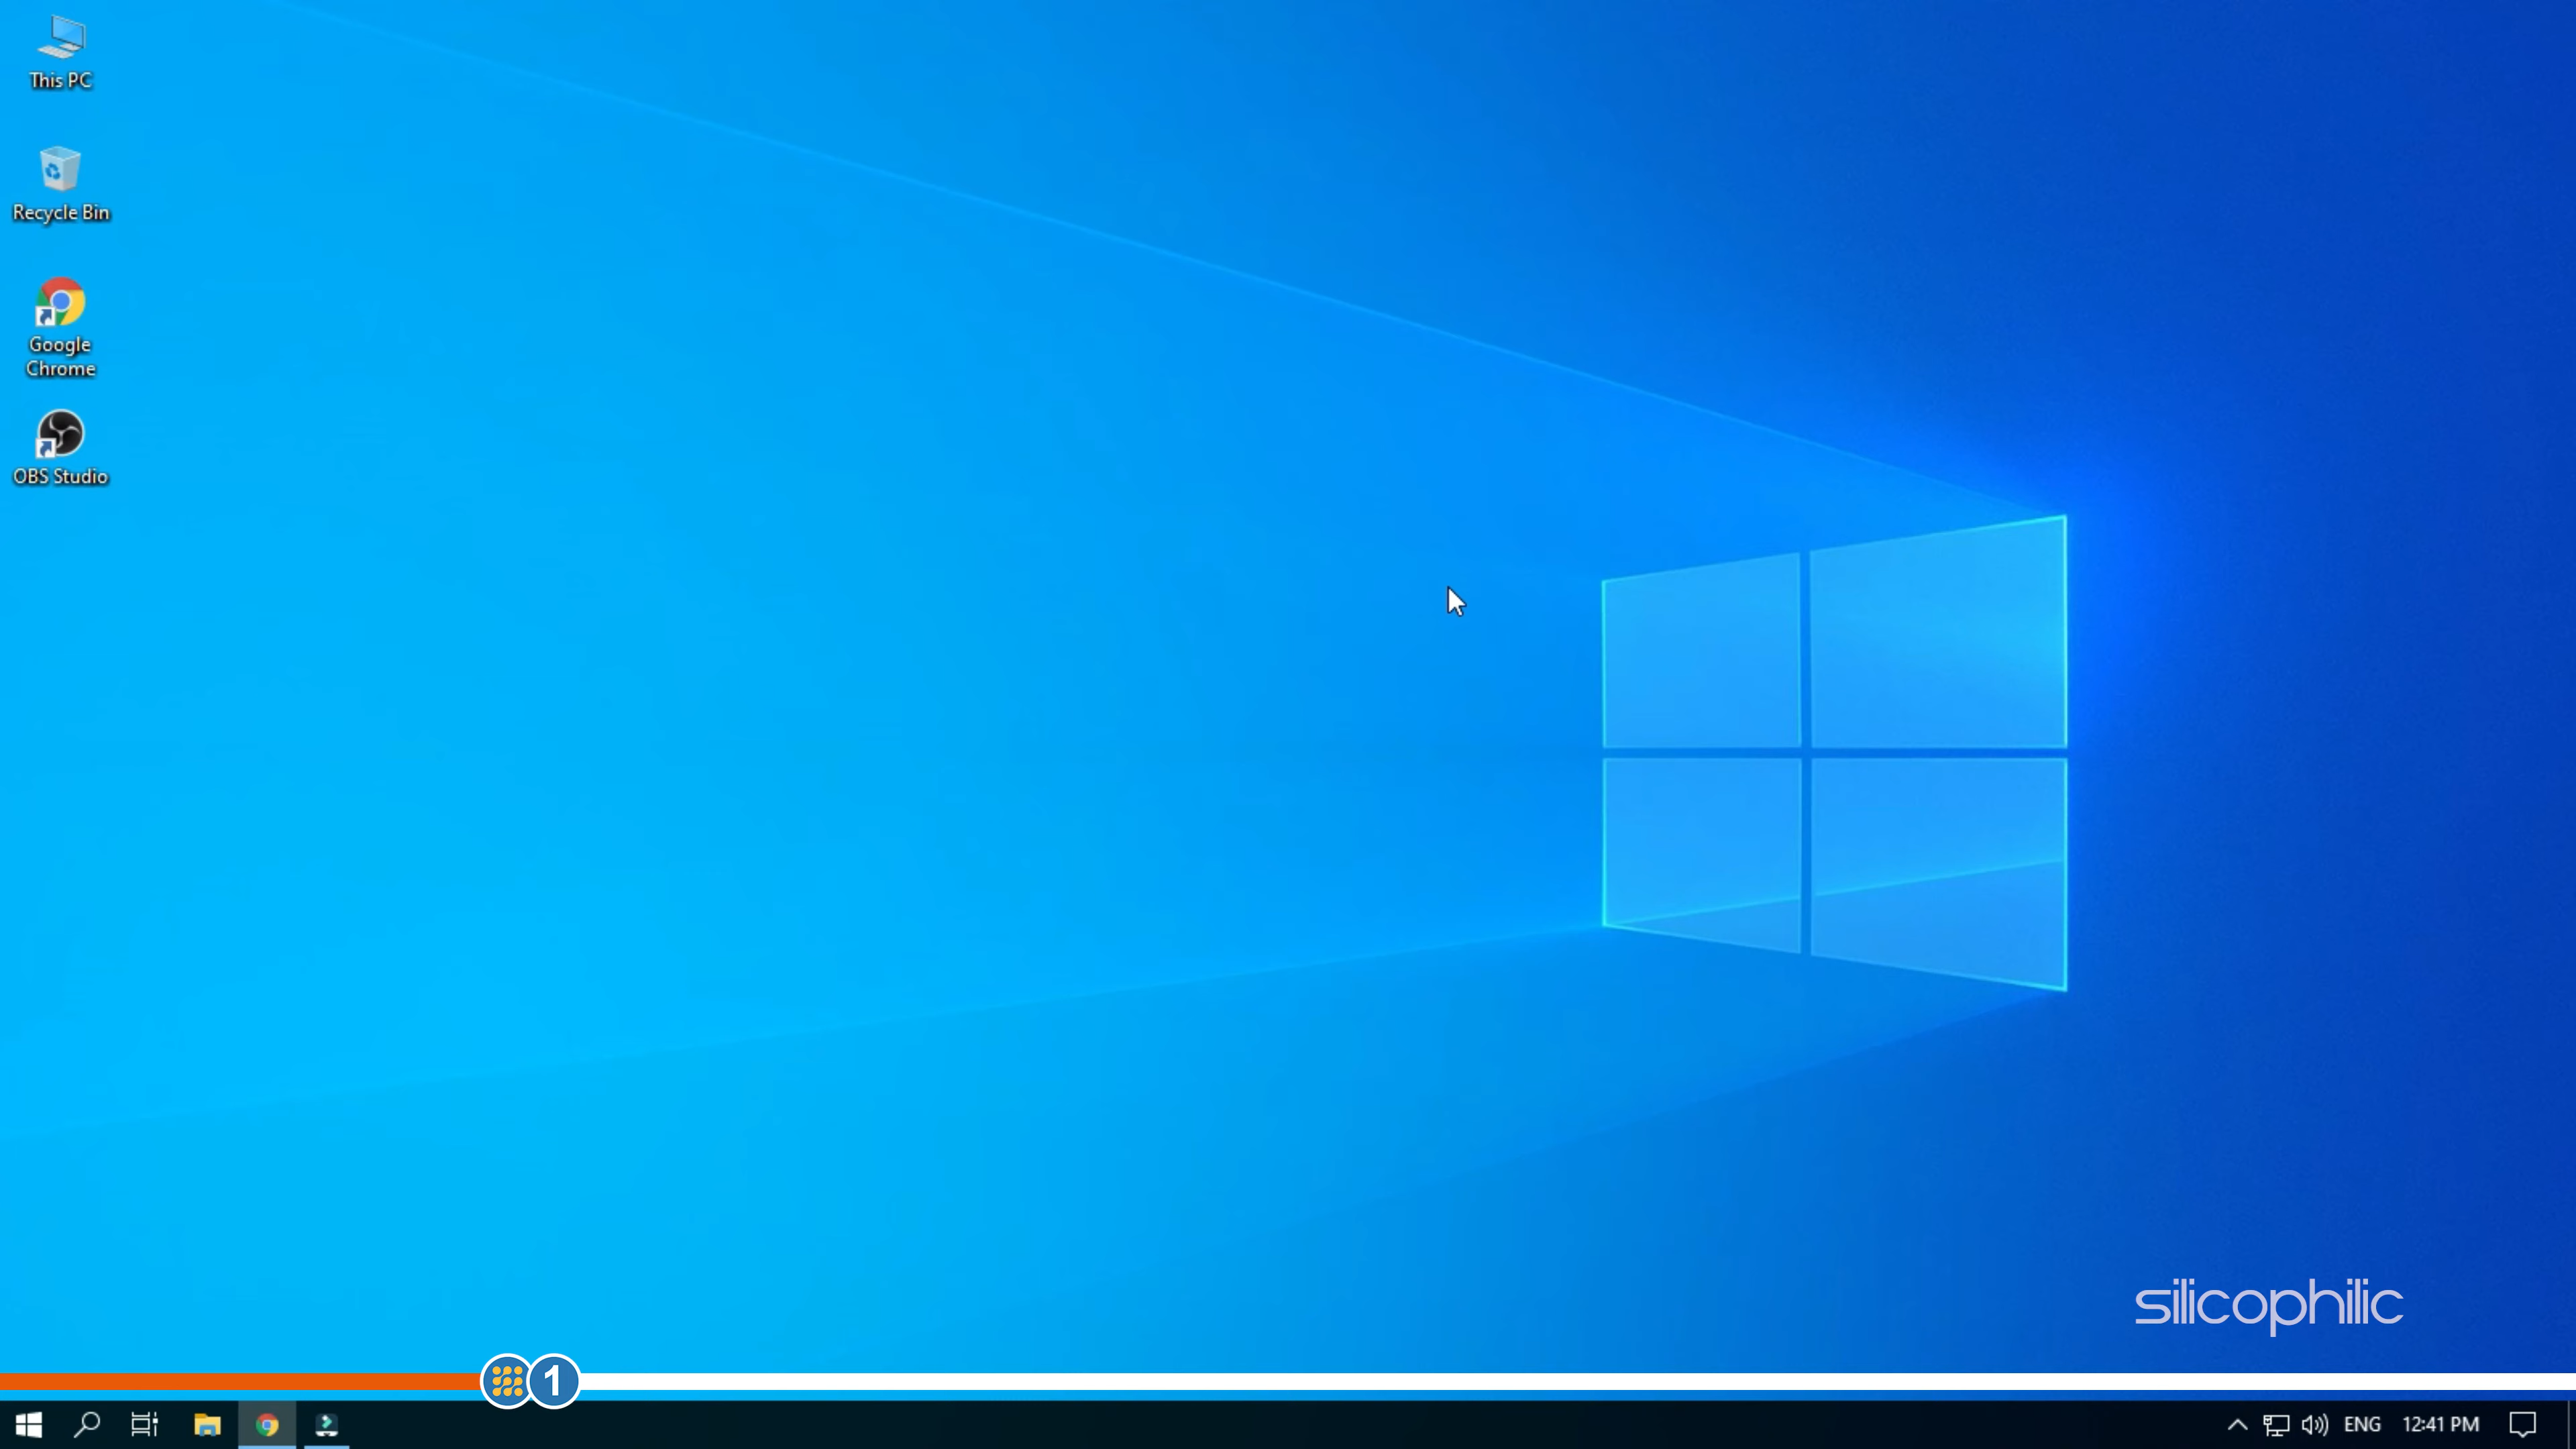 This PC
Recycle Bin
Google
Chrome
OBS Studio
silicophilic
1
ENG
12:41 PM